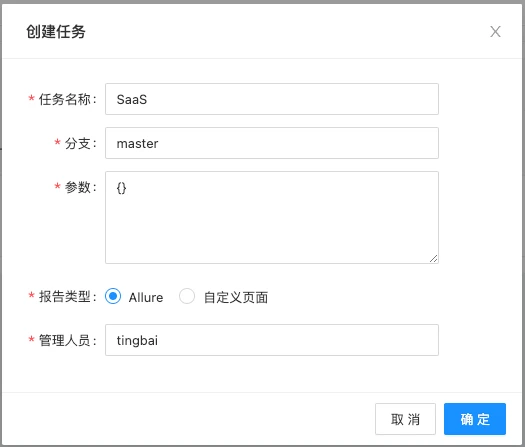 创建任务
* 任务名称: SaaS
* 分支: master
* 参数: {}
* 报告类型: Allure 自定义页面
* 管理人员: tingbai
取 消 确 定